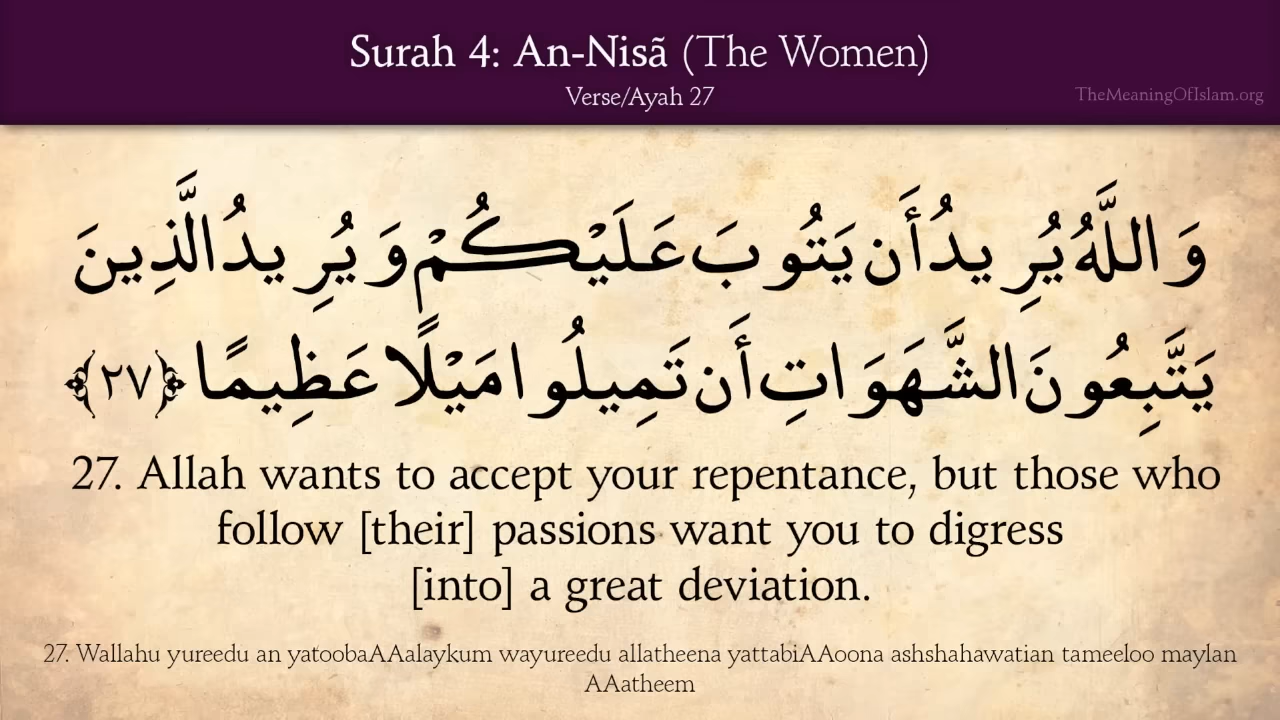 Surah 4: An-Nisã (The Women)
Verse/Ayah 27
TheMeaningOfIslam.org
وَاللَّهُ يُرِيدُ أَن يَتُوبَ عَلَيْكُمْ وَيُرِيدُ الَّذِينَ
يَتَّبِعُونَ الشَّهَوَاتِ أَن تَمِيلُوا مَيْلًا عَظِيمًا ﴿٢٧﴾
27. Allah wants to accept your repentance, but those who
follow [their] passions want you to digress
[into] a great deviation.
27. Wallahu yureedu an yatoobaAAalaykum wayureedu allatheena yattabiAAoona ashshahawatian tameeloo maylan
AAatheem